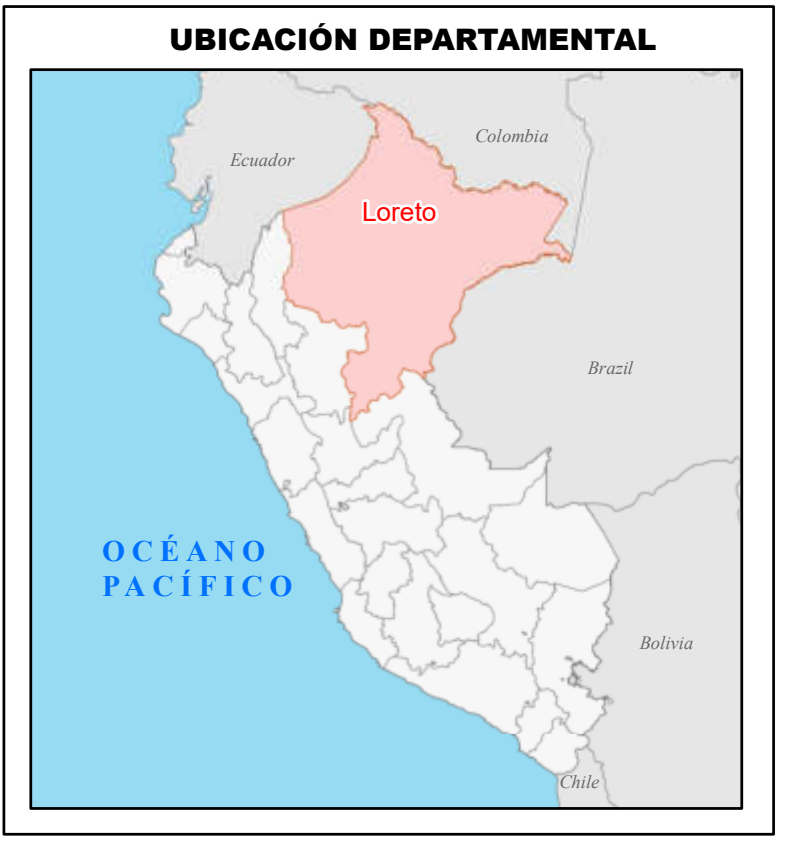 UBICACIÓN DEPARTAMENTAL
Colombia
Ecuador
Loreto
Brazil
OCÉANO
PACÍFICO
Bolivia
Chile